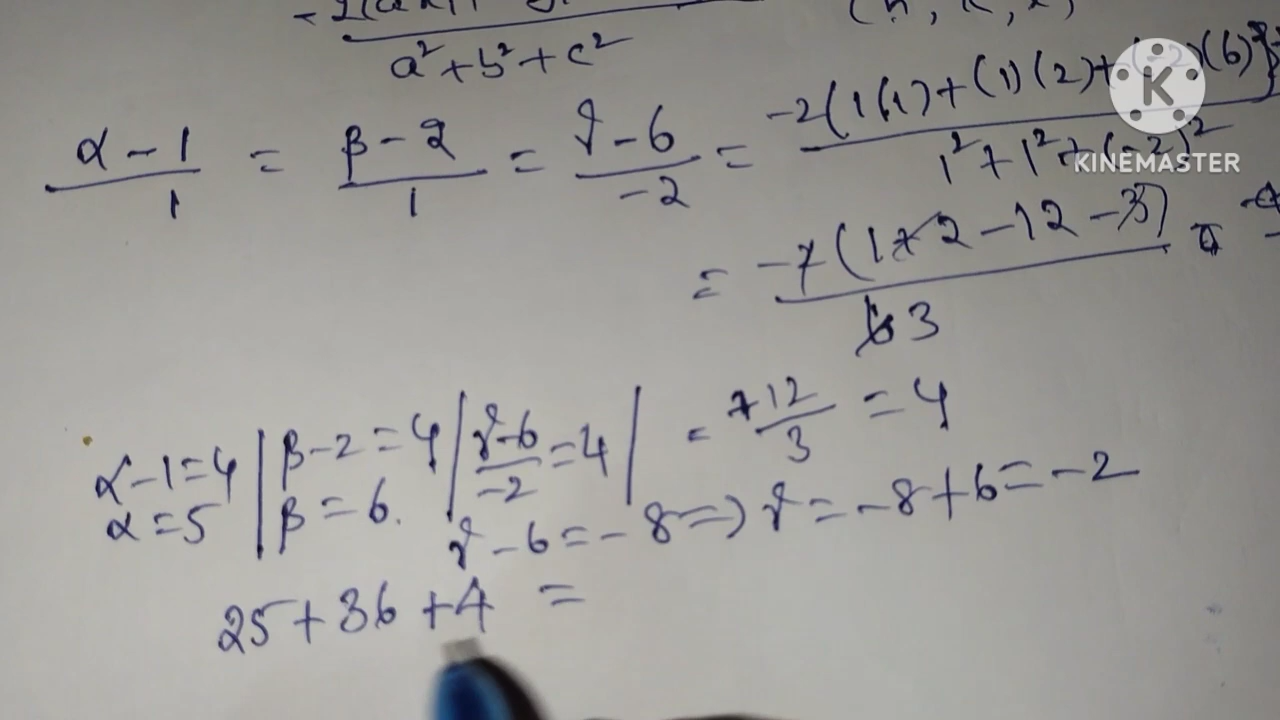 a² + b² + c²
α - 1 / 1 = β - 2 / 1 = γ - 6 / -2 = -2(1(1) + (1)(2) + (6) / 1² + 1² + (-2)²
K
KINEMASTER
= -7(1 + 2 - 12 - 3) / 6 3
α - 1 = 4 | β - 2 = 4 | γ - 6 / -2 = 4 | = +12 / 3 = 4
α = 5 | β = 6. γ - 6 = -8 ⇒ γ = -8 + 6 = -2
25 + 36 + 4 =